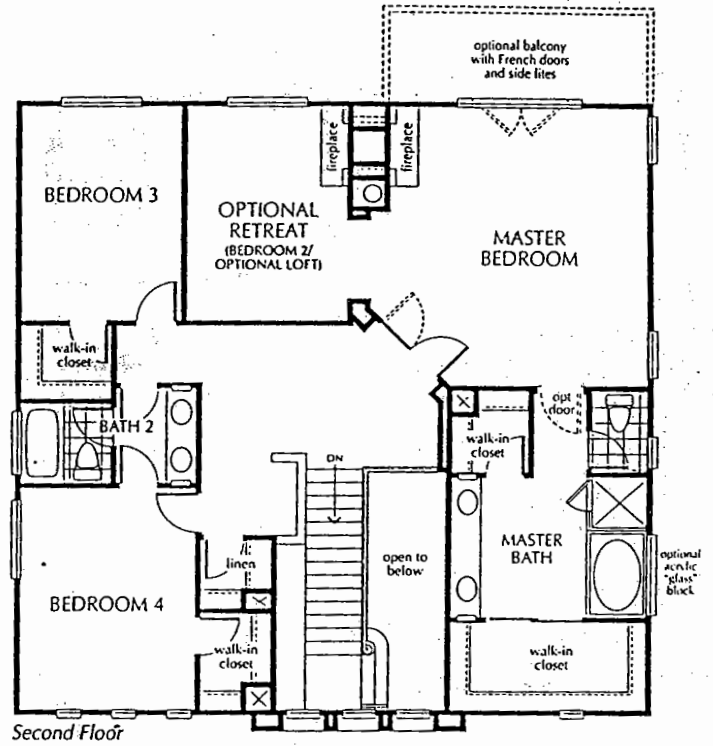 optional balcony
with French doors
and side lites
fireplace
fireplace
BEDROOM 3
OPTIONAL
RETREAT
(BEDROOM 2/
OPTIONAL LOFT)
MASTER
BEDROOM
walk-in
closet
BATH 2
opt
door
walk-in
closet
DN
linen
open to
below
MASTER
BATH
optional
acrylic
"glass"
block
BEDROOM 4
walk-in
closet
walk-in
closet
Second Floor